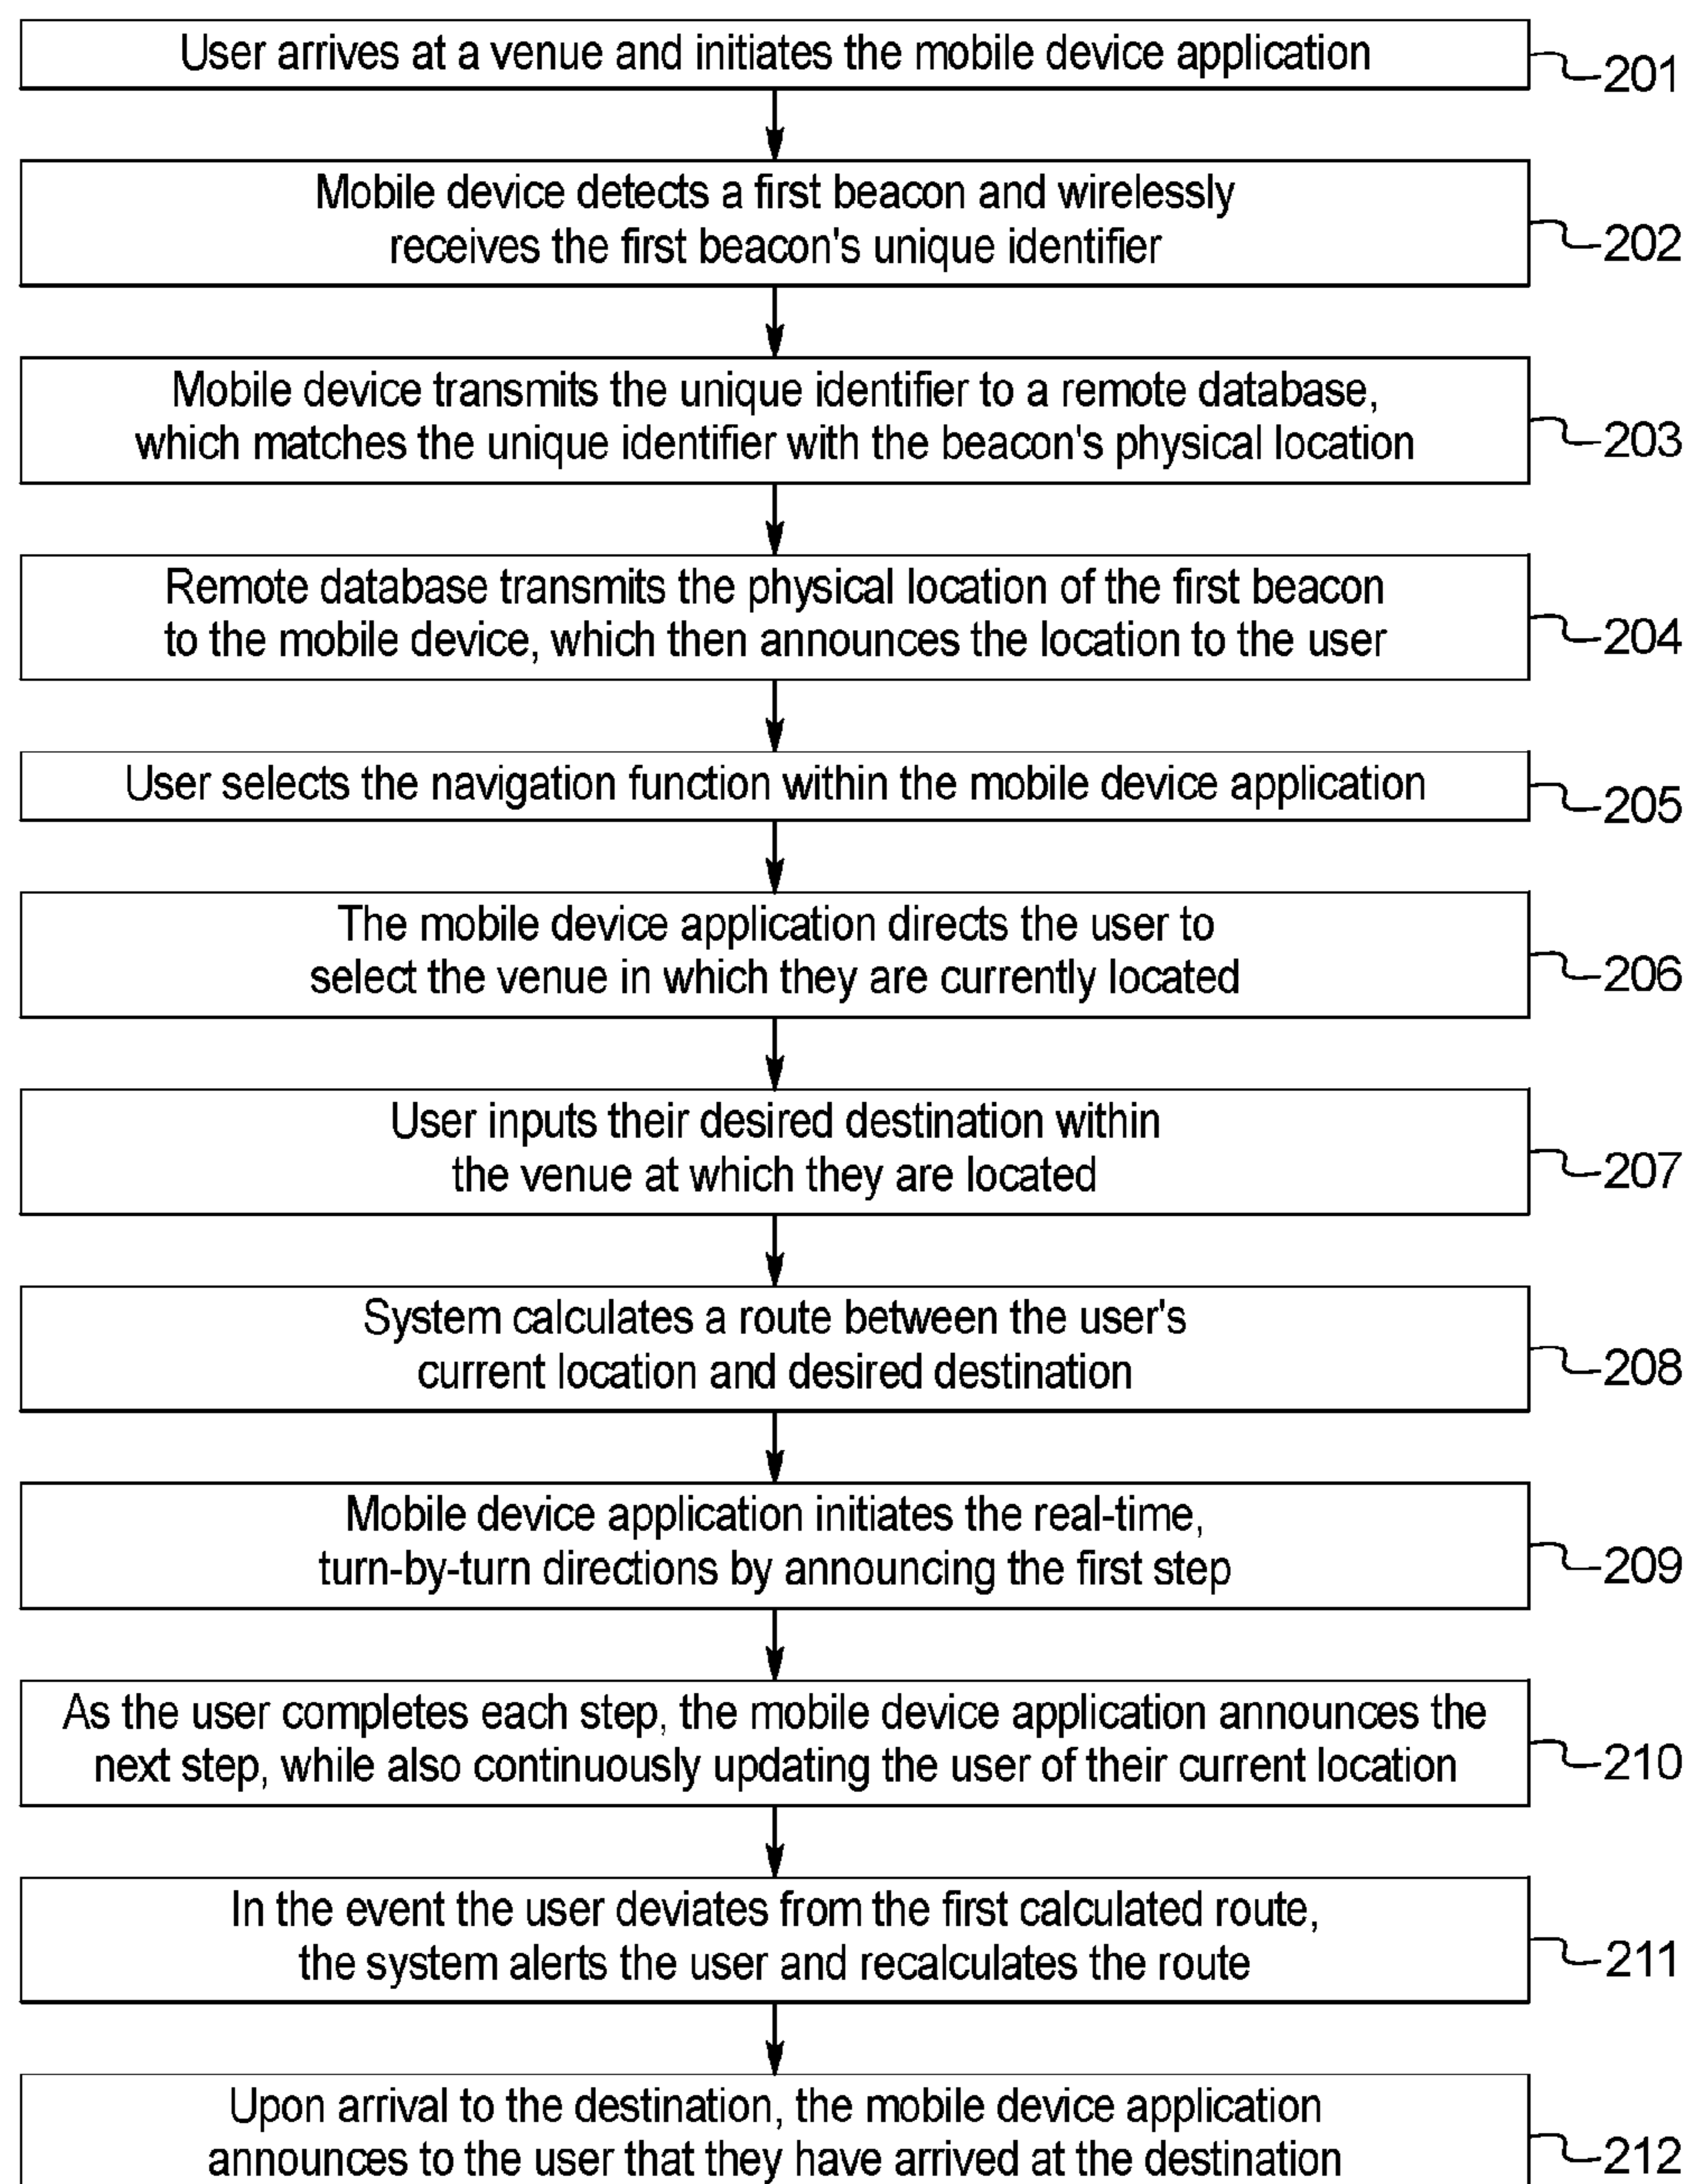 User arrives at a venue and initiates the mobile device application
201
Mobile device detects a first beacon and wirelessly
receives the first beacon's unique identifier
202
Mobile device transmits the unique identifier to a remote database,
which matches the unique identifier with the beacon's physical location
203
Remote database transmits the physical location of the first beacon
to the mobile device, which then announces the location to the user
204
User selects the navigation function within the mobile device application
205
The mobile device application directs the user to
select the venue in which they are currently located
206
User inputs their desired destination within
the venue at which they are located
207
System calculates a route between the user's
current location and desired destination
208
Mobile device application initiates the real-time,
turn-by-turn directions by announcing the first step
209
As the user completes each step, the mobile device application announces the
next step, while also continuously updating the user of their current location
210
In the event the user deviates from the first calculated route,
the system alerts the user and recalculates the route
211
Upon arrival to the destination, the mobile device application
announces to the user that they have arrived at the destination
212